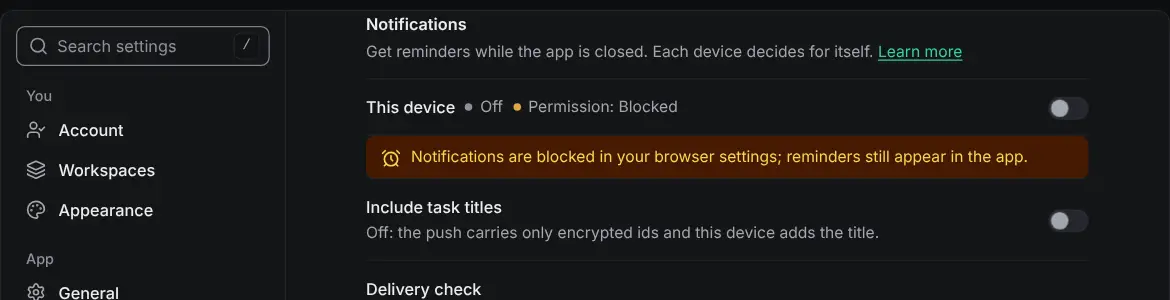 Search settings /
You
Account
Workspaces
Appearance
App
General
Notifications
Get reminders while the app is closed. Each device decides for itself. Learn more
This device Off Permission: Blocked
Notifications are blocked in your browser settings; reminders still appear in the app.
Include task titles
Off: the push carries only encrypted ids and this device adds the title.
Delivery check